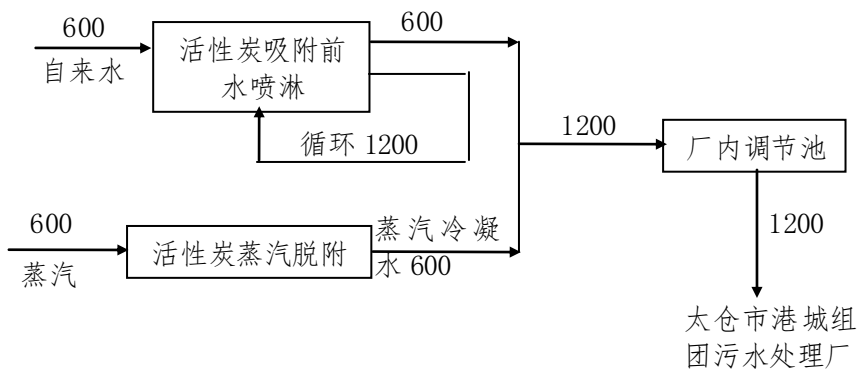 600
自来水
活性炭吸附前
水喷淋
600
循环 1200
1200
厂内调节池
600
蒸汽
活性炭蒸汽脱附
蒸汽冷凝
水 600
1200
太仓市港城组
团污水处理厂